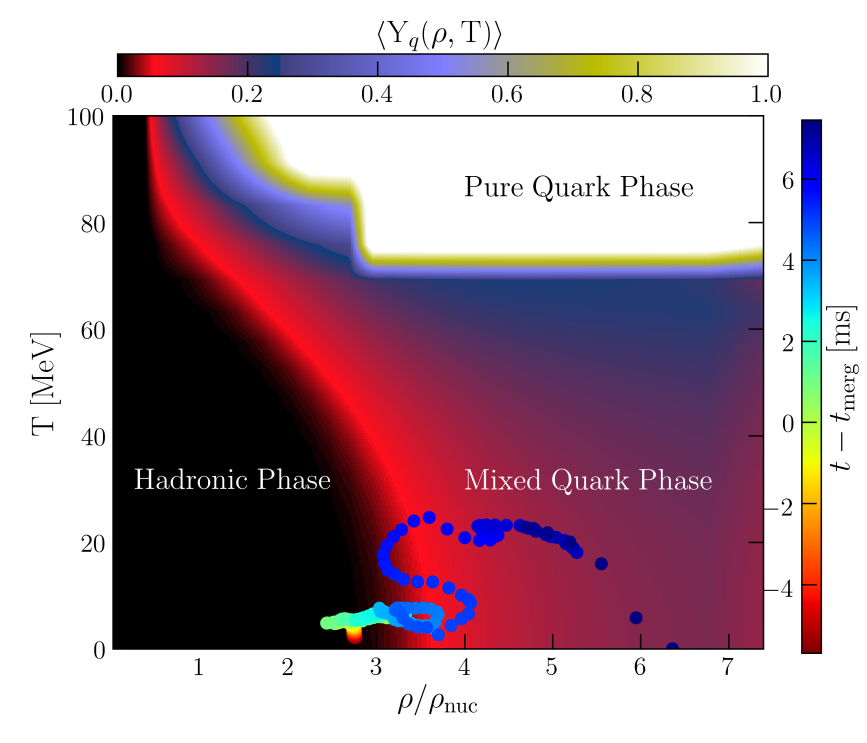 ⟨Y_q(ρ, T)⟩
0.0 0.2 0.4 0.6 0.8 1.0
100
80
60
40
20
0
T [MeV]
Pure Quark Phase
Hadronic Phase
Mixed Quark Phase
1 2 3 4 5 6 7
ρ/ρ_nuc
6
4
2
0
−2
−4
t − t_merg [ms]